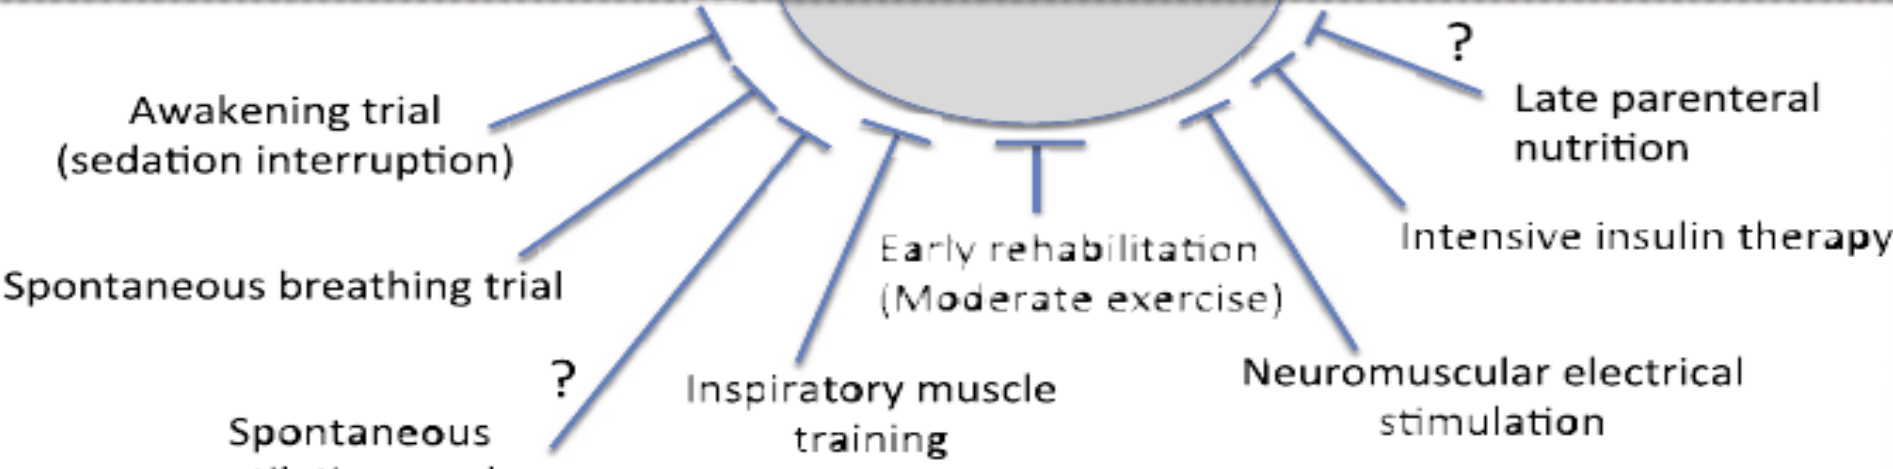 ?
Late parenteral
nutrition
Awakening trial
(sedation interruption)
Intensive insulin therapy
Early rehabilitation
(Moderate exercise)
Spontaneous breathing trial
?
Inspiratory muscle
training
Neuromuscular electrical
stimulation
Spontaneous